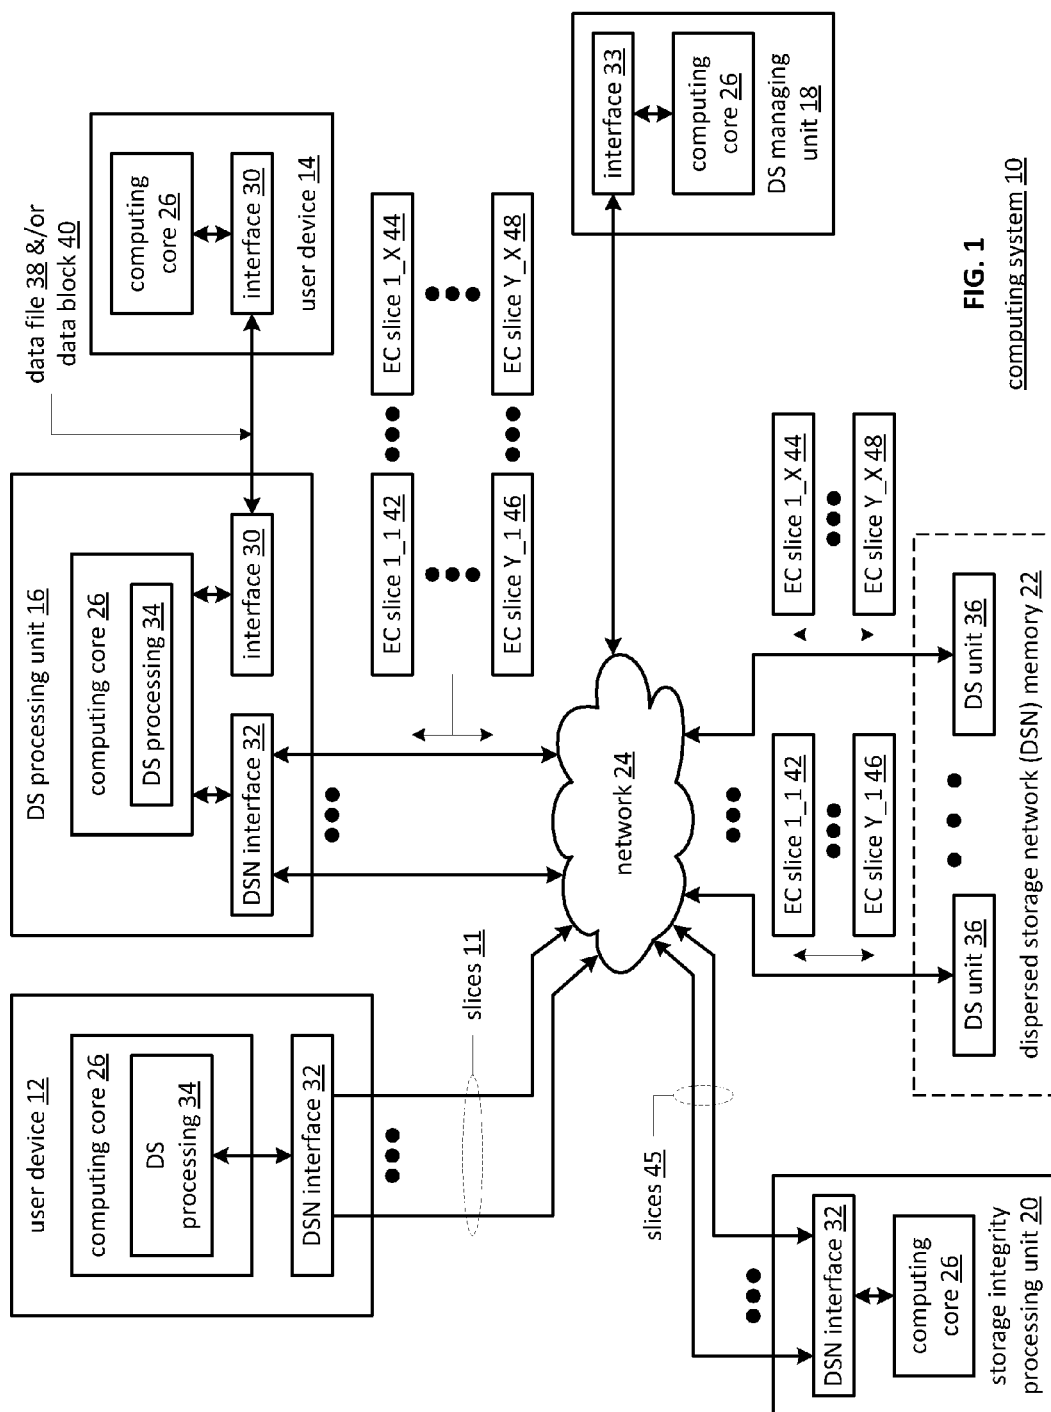 user device 12
computing core 26
DS
processing 34
DSN interface 32
slices 11
DS processing unit 16
computing core 26
DS processing 34
DSN interface 32
interface 30
data file 38 &/or
data block 40
computing
core 26
interface 30
user device 14
EC slice 1_1 42
EC slice 1_X 44
EC slice Y_1 46
EC slice Y_X 48
network 24
interface 33
computing
core 26
DS managing
unit 18
slices 45
DSN interface 32
computing
core 26
storage integrity
processing unit 20
EC slice 1_1 42
EC slice Y_1 46
EC slice 1_X 44
EC slice Y_X 48
DS unit 36
DS unit 36
dispersed storage network (DSN) memory 22
FIG. 1
computing system 10